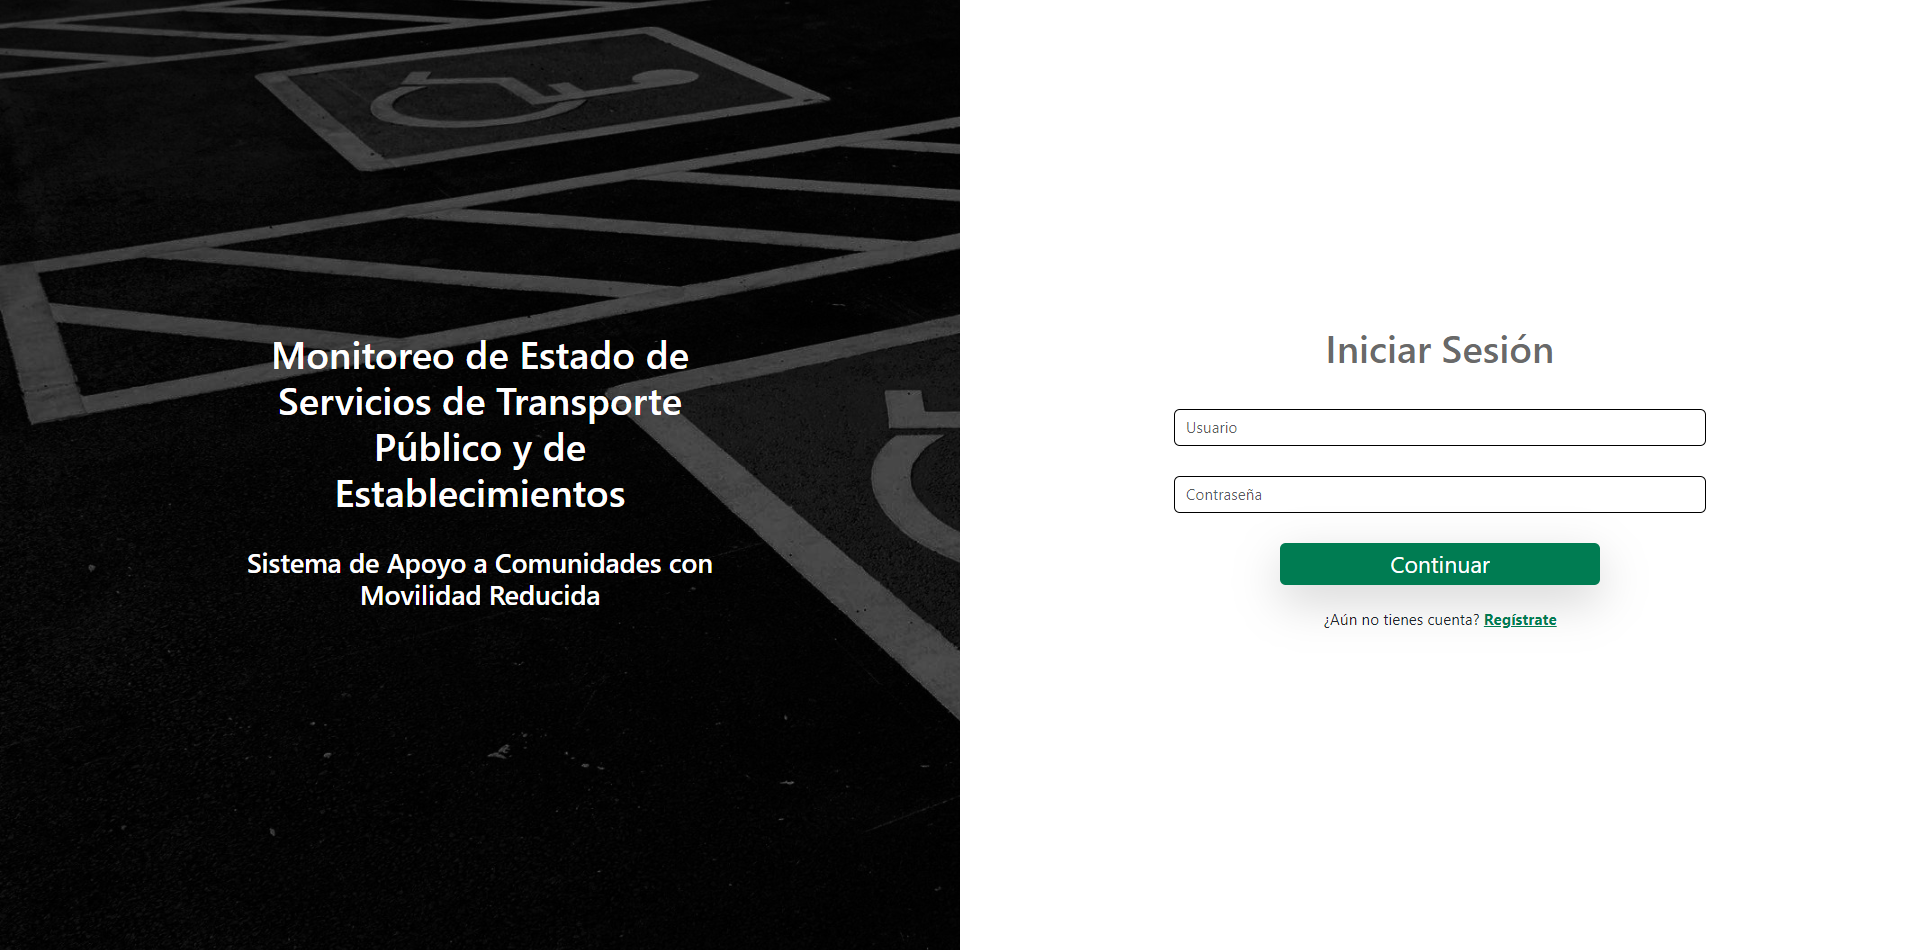 Monitoreo de Estado de
Servicios de Transporte
Público y de
Establecimientos
Sistema de Apoyo a Comunidades con
Movilidad Reducida
Iniciar Sesión
Usuario
Contraseña
Continuar
¿Aún no tienes cuenta? Regístrate